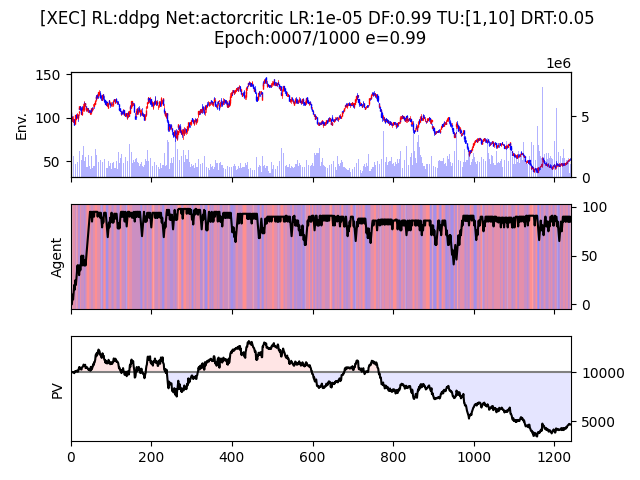 [XEC] RL:ddpg Net:actorcritic LR:1e-05 DF:0.99 TU:[1,10] DRT:0.05
Epoch:0007/1000 e=0.99
1e6
150
100
50
Env.
5
0
Agent
100
50
0
PV
10000
5000
0 200 400 600 800 1000 1200